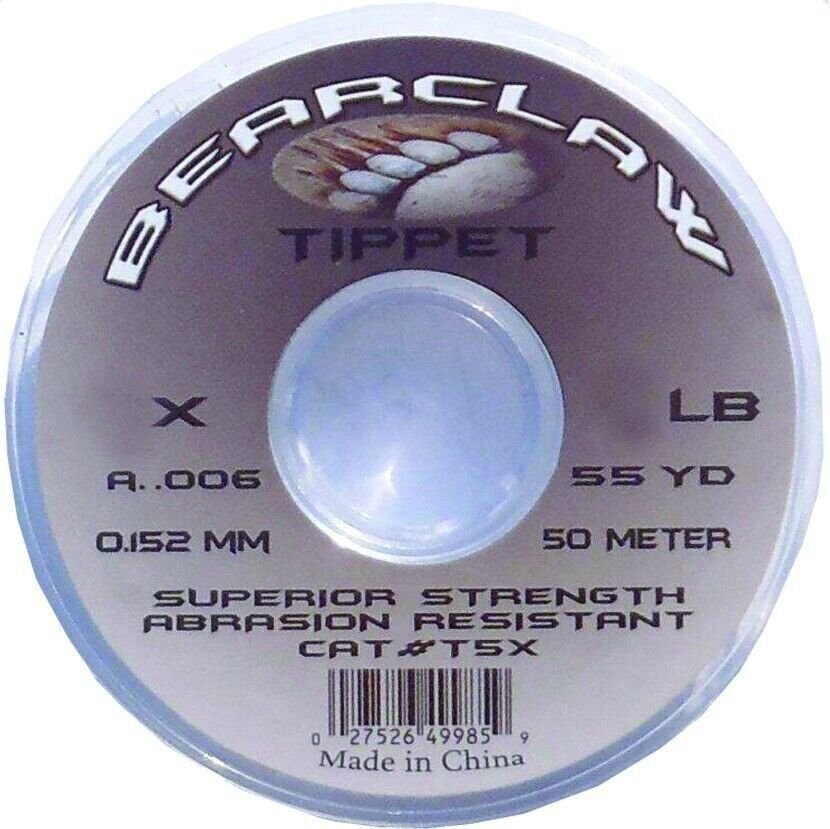 BEARCLAW
TIPPET
X LB
A..006 55 YD
0.152 MM 50 METER
SUPERIOR STRENGTH
ABRASION RESISTANT
CAT#T5X
0 27526 49985 9
Made in China